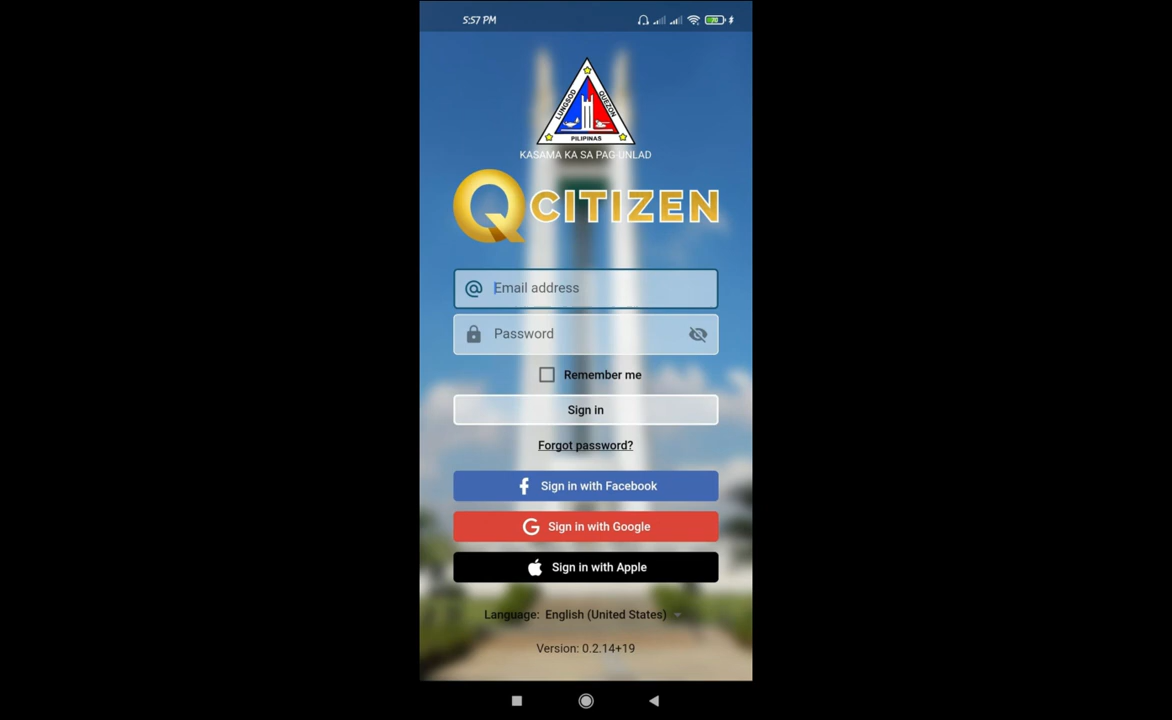 5:57 PM
70
LUNGSOD QUEZON
PILIPINAS
KASAMA KA SA PAG UNLAD
QCITIZEN
Email address
Password
Remember me
Sign in
Forgot password?
Sign in with Facebook
Sign in with Google
Sign in with Apple
Language: English (United States)
Version: 0.2.14+19